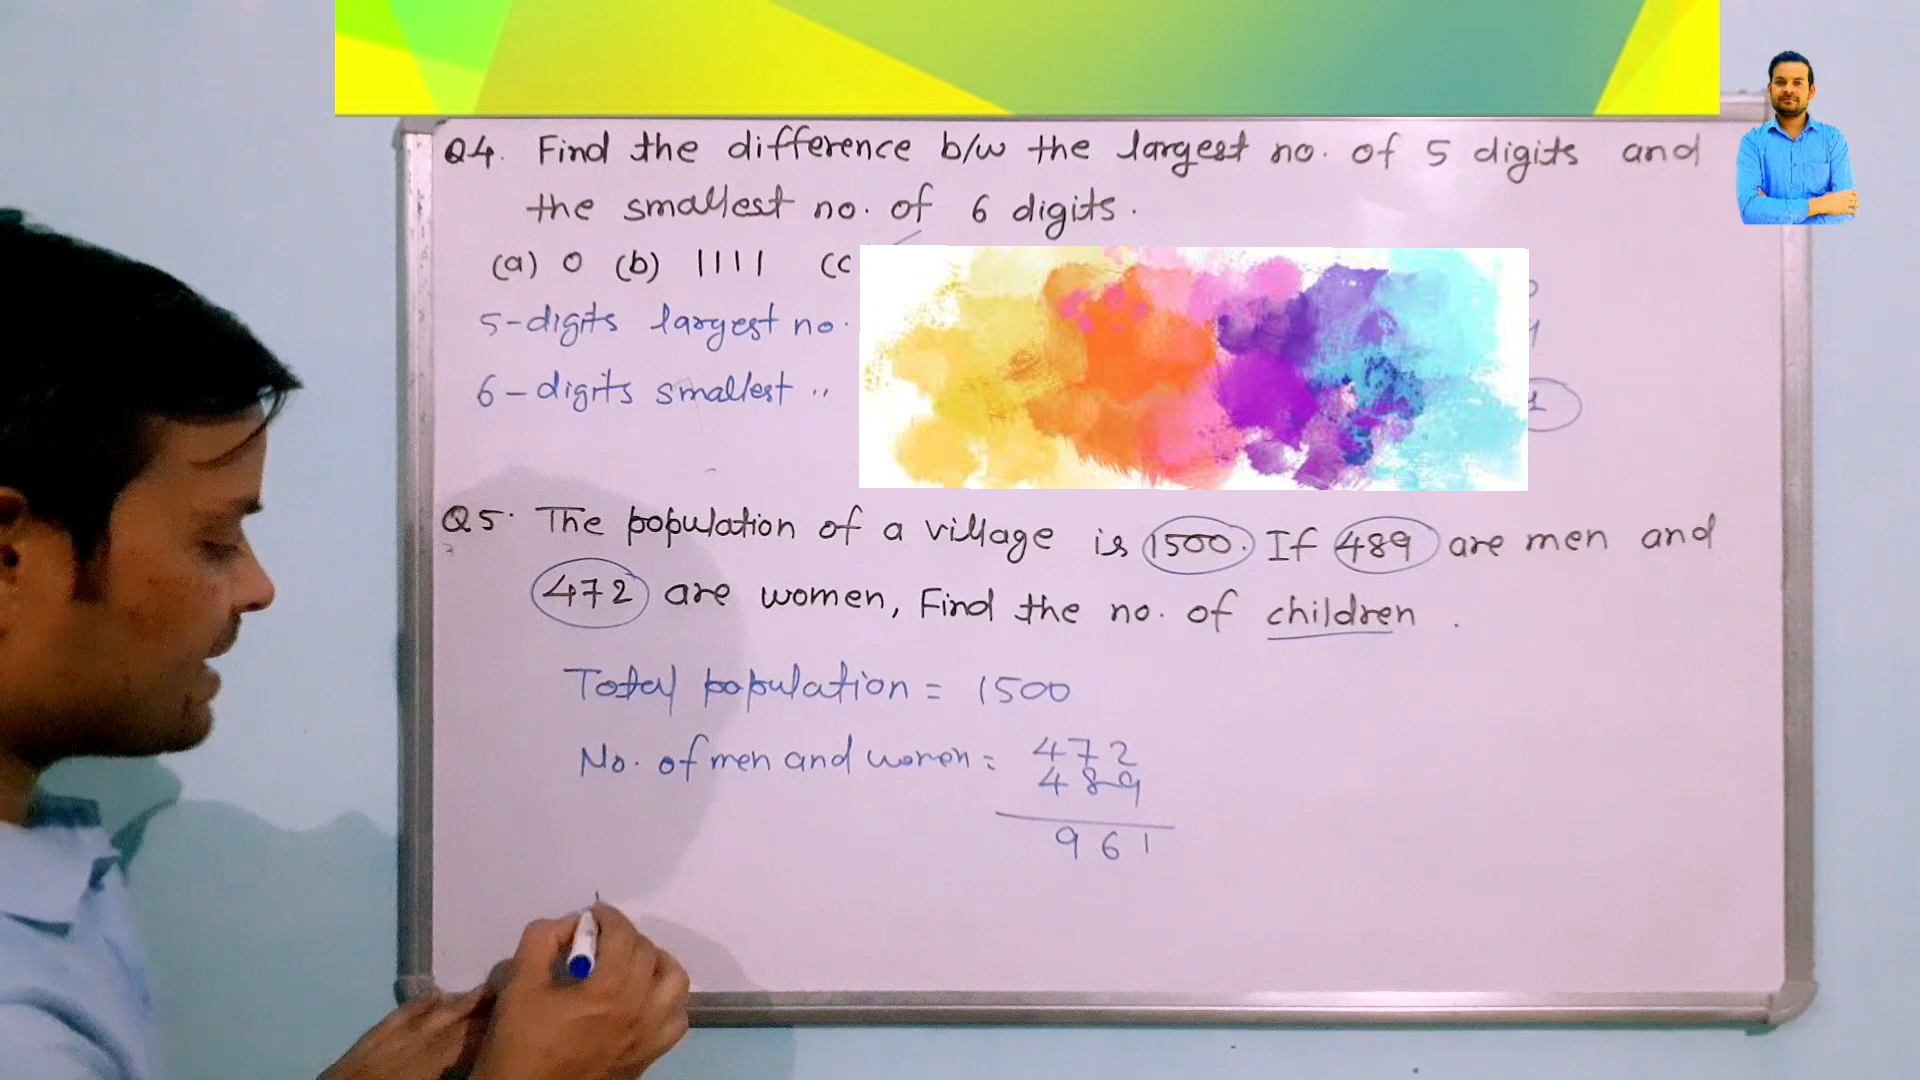 Q4. Find the difference b/w the largest no. of 5 digits and
the smallest no. of 6 digits.
(a) 0 (b) 1111 (c
5-digits largest no.
6-digits smallest ,,
Q5. The population of a village is 1500. If 489 are men and
472 are women, Find the no. of children.
Total population = 1500
No. of men and women = 472
489
961